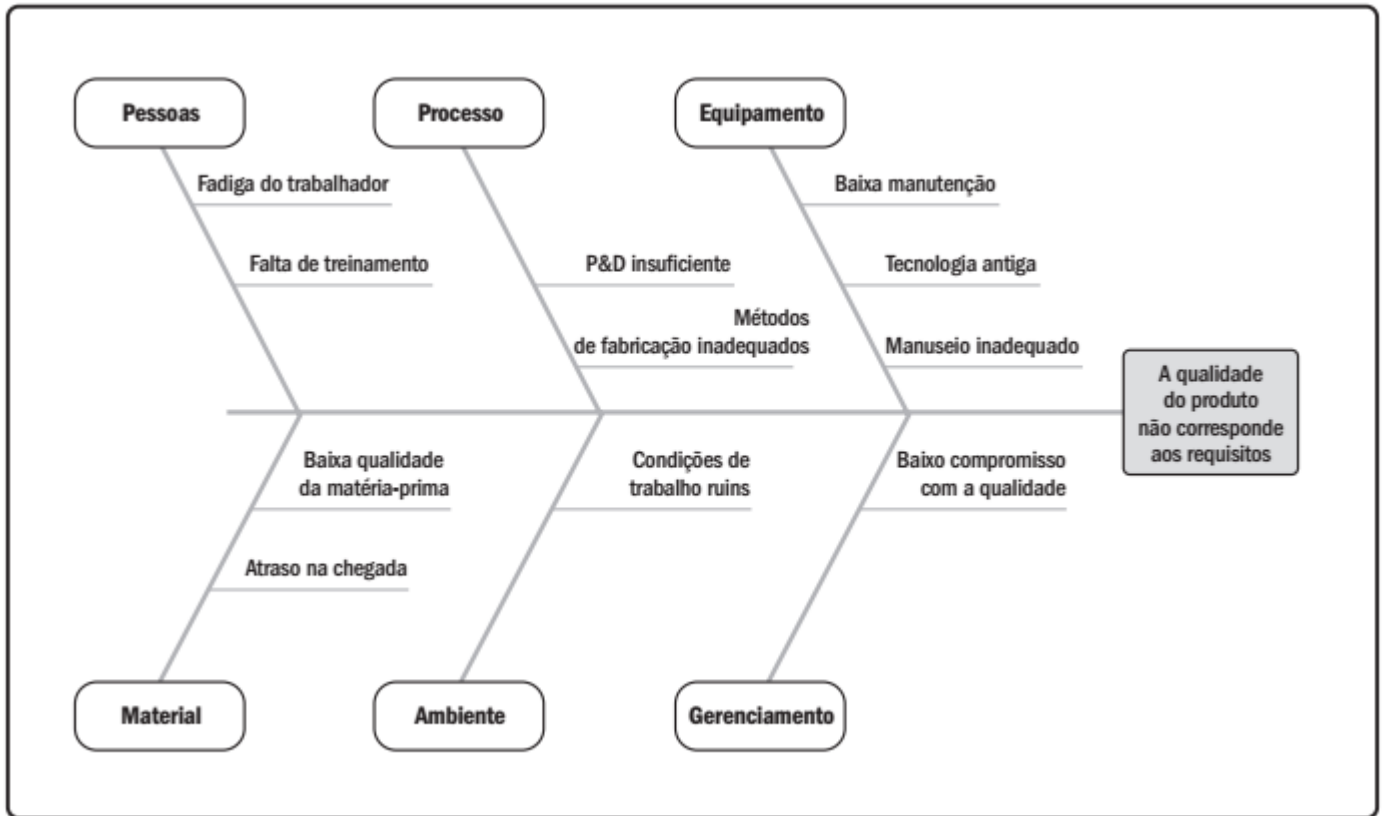 Pessoas
Processo
Equipamento
Fadiga do trabalhador
Baixa manutenção
Falta de treinamento
P&D insuficiente
Tecnologia antiga
Métodos
de fabricação inadequados
Manuseio inadequado
A qualidade
do produto
não corresponde
aos requisitos
Baixa qualidade
da matéria-prima
Condições de
trabalho ruins
Baixo compromisso
com a qualidade
Atraso na chegada
Material
Ambiente
Gerenciamento